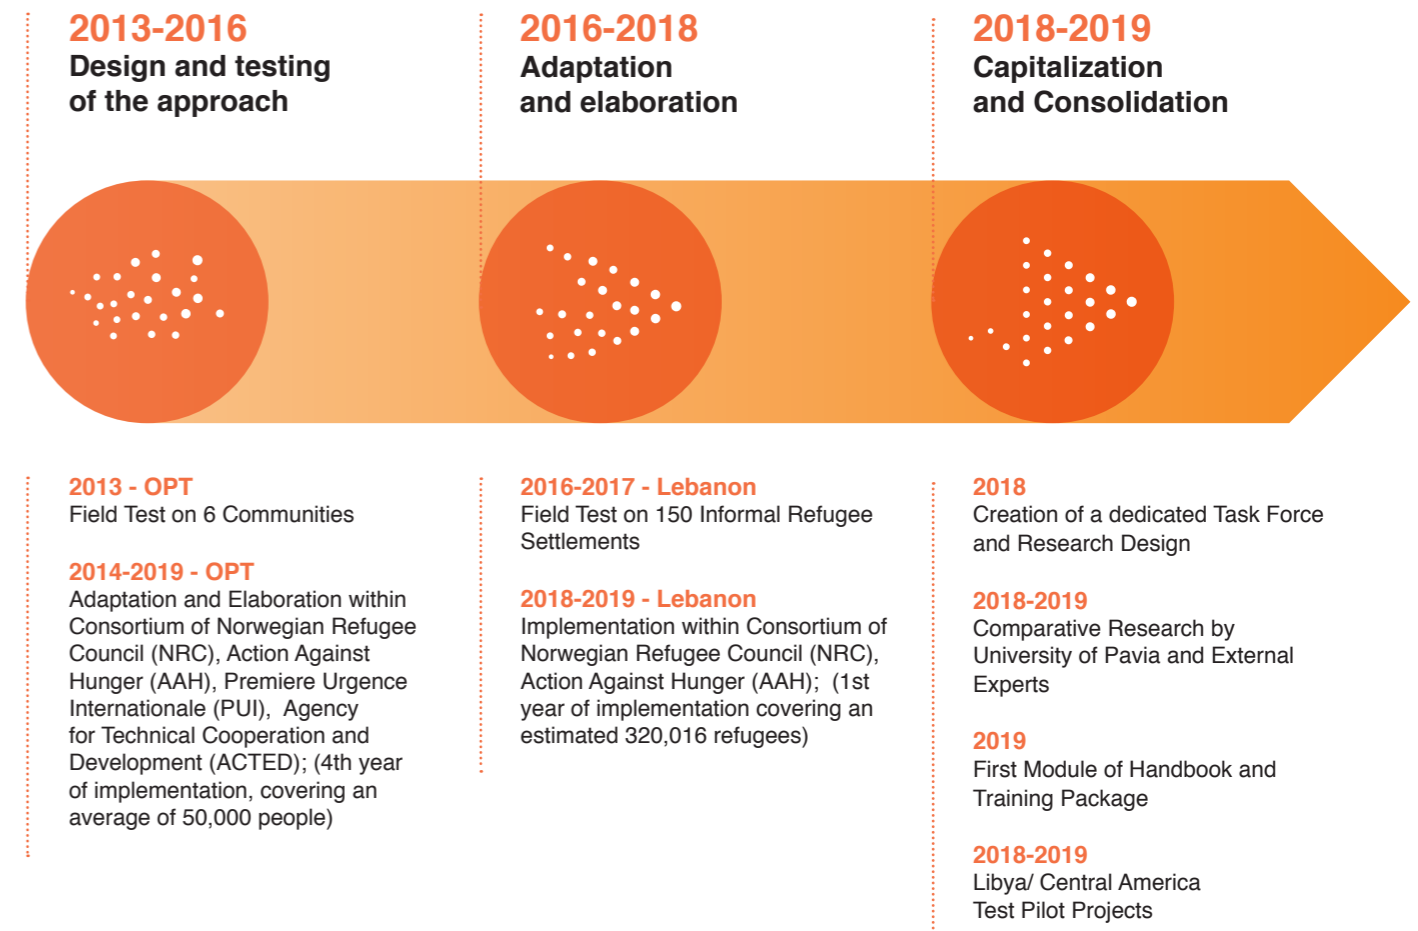 2013-2016
Design and testing
of the approach
2016-2018
Adaptation
and elaboration
2018-2019
Capitalization
and Consolidation
2013 - OPT
Field Test on 6 Communities
2014-2019 - OPT
Adaptation and Elaboration within
Consortium of Norwegian Refugee
Council (NRC), Action Against
Hunger (AAH), Premiere Urgence
Internationale (PUI),  Agency
for Technical Cooperation and
Development (ACTED); (4th year
of implementation, covering an
average of 50,000 people)
2016-2017 - Lebanon
Field Test on 150 Informal Refugee
Settlements
2018-2019 - Lebanon
Implementation within Consortium of
Norwegian Refugee Council (NRC),
Action Against Hunger (AAH);  (1st
year of implementation covering an
estimated 320,016 refugees)
2018
Creation of a dedicated Task Force
and Research Design
2018-2019
Comparative Research by
University of Pavia and External
Experts
2019
First Module of Handbook and
Training Package
2018-2019
Libya/ Central America
Test Pilot Projects